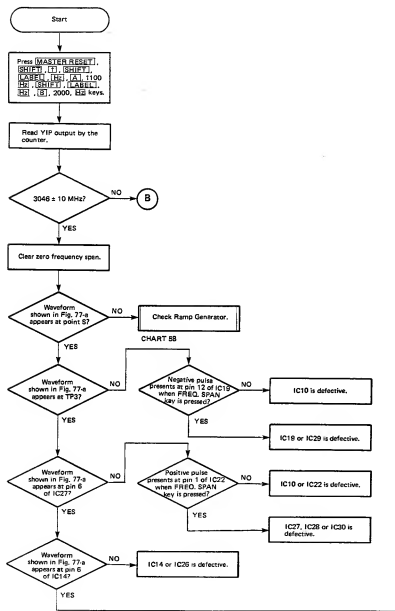 Start
Press MASTER RESET,
SHIFT, ↑, SHIFT,
LABEL, Hz, A, 1100
Hz, SHIFT, LABEL,
Hz, S, 2000, Hz keys.
Read YIP output by the
counter.
3046 ± 10 MHz?
NO
B
YES
Clear zero frequency span.
Waveform
shown in Fig. 77-a
appears at point S?
NO
Check Ramp Generator.
CHART 5B
YES
Waveform
shown in Fig. 77-a
appears at TP3?
NO
Negative pulse
presents at pin 12 of IC19
when FREQ. SPAN
key is pressed?
NO
IC10 is defective.
YES
IC18 or IC29 is defective.
YES
Waveform
shown in Fig. 77-a
appears at pin 6
of IC27?
NO
Positive pulse
presents at pin 1 of IC22
when FREQ. SPAN
key is pressed?
NO
IC10 or IC22 is defective.
YES
IC27, IC28 or IC30 is
defective.
YES
Waveform
shown in Fig. 77-a
appears at pin 6
of IC14?
NO
IC14 or IC26 is defective.
YES